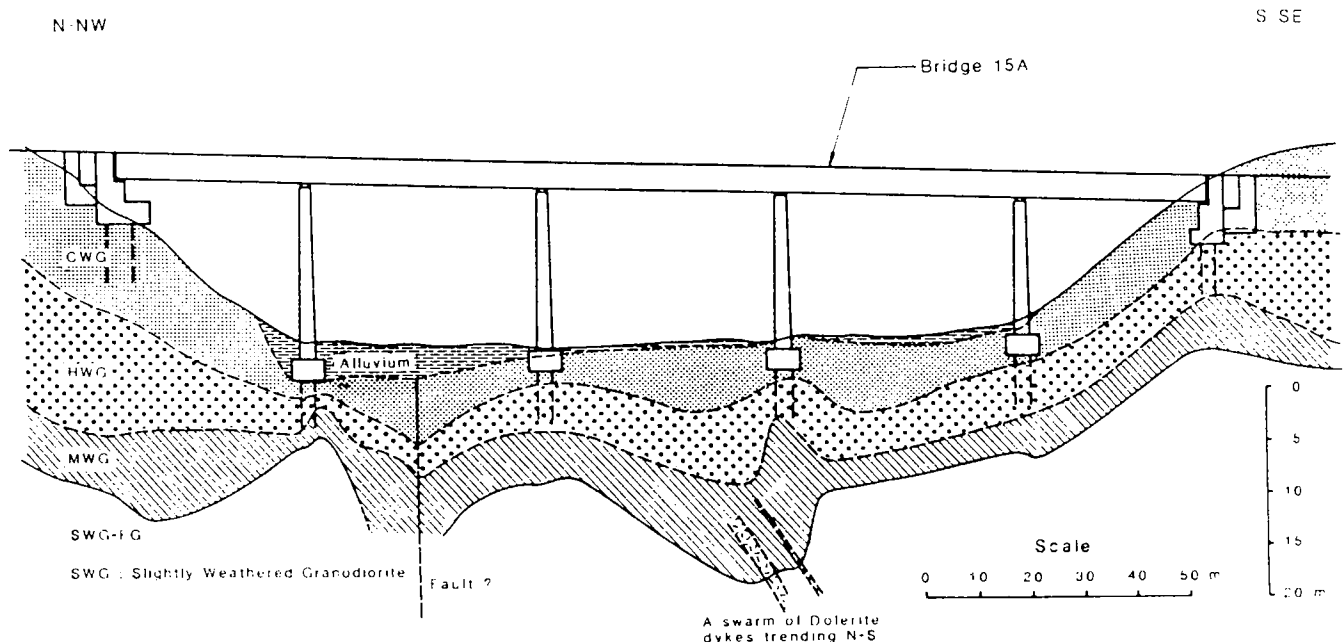 N-NW
S SE
Bridge 15A
CWG
Alluvium
HWG
MWG
SWG-FG
SWG : Slightly Weathered Granodiorite
Fault ?
A swarm of Dolerite
dykes trending N-S
Scale
0 10 20 30 40 50 m
0
5
10
15
20 m